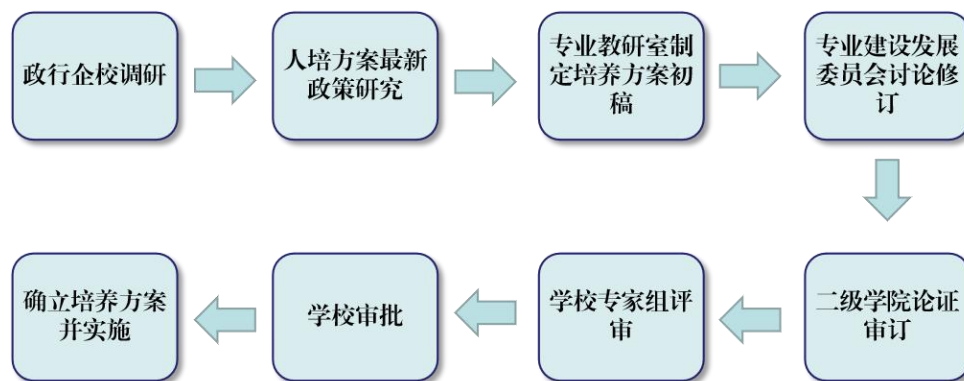 政行企校调研
人培方案最新
政策研究
专业教研室制
定培养方案初
稿
专业建设发展
委员会讨论修
订
二级学院论证
审订
学校专家组评
审
学校审批
确立培养方案
并实施